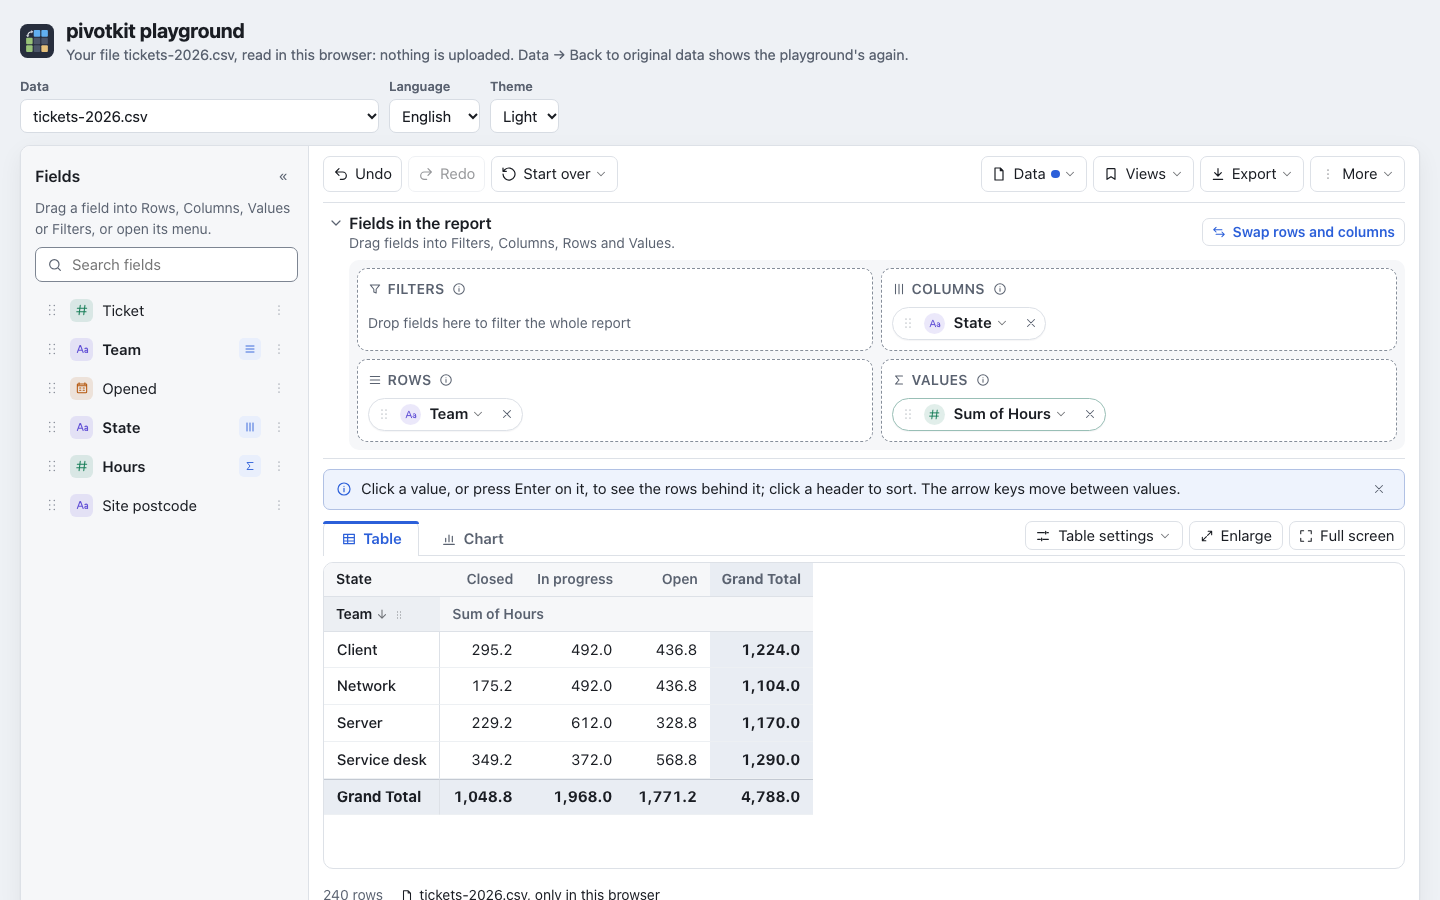 pivotkit playground
Your file tickets-2026.csv, read in this browser: nothing is uploaded. Data → Back to original data shows the playground's again.
Data
Language
Theme
tickets-2026.csv
English
Light
Fields
«
Drag a field into Rows, Columns, Values
or Filters, or open its menu.
Search fields
# Ticket
Aa Team
Opened
Aa State
# Hours Σ
Aa Site postcode
Undo
Redo
Start over
Data
Views
Export
More
Fields in the report
Drag fields into Filters, Columns, Rows and Values.
Swap rows and columns
FILTERS
Drop fields here to filter the whole report
COLUMNS
Aa State
ROWS
Aa Team
Σ VALUES
# Sum of Hours
Click a value, or press Enter on it, to see the rows behind it; click a header to sort. The arrow keys move between values.
Table
Chart
Table settings
Enlarge
Full screen
State Closed In progress Open Grand Total
Team ↓ Sum of Hours
Client 295.2 492.0 436.8 1,224.0
Network 175.2 492.0 436.8 1,104.0
Server 229.2 612.0 328.8 1,170.0
Service desk 349.2 372.0 568.8 1,290.0
Grand Total 1,048.8 1,968.0 1,771.2 4,788.0
240 rows
tickets-2026.csv, only in this browser